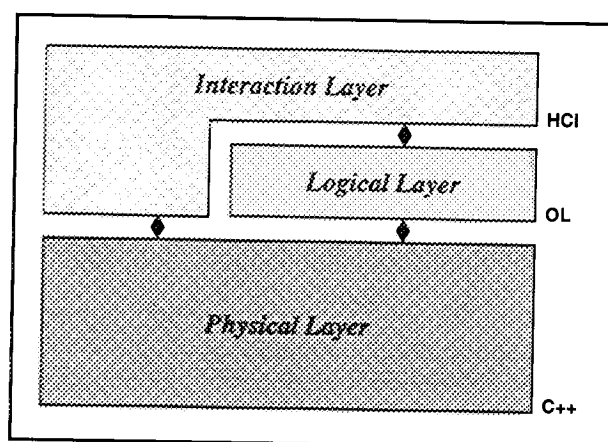 Interaction Layer
HCI
Logical Layer
OL
Physical Layer
C++